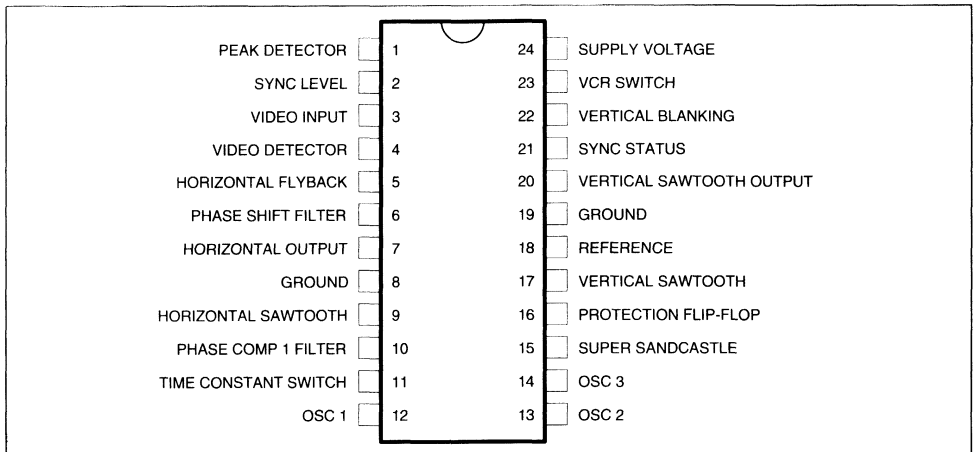 PEAK DETECTOR 1 24 SUPPLY VOLTAGE
SYNC LEVEL 2 23 VCR SWITCH
VIDEO INPUT 3 22 VERTICAL BLANKING
VIDEO DETECTOR 4 21 SYNC STATUS
HORIZONTAL FLYBACK 5 20 VERTICAL SAWTOOTH OUTPUT
PHASE SHIFT FILTER 6 19 GROUND
HORIZONTAL OUTPUT 7 18 REFERENCE
GROUND 8 17 VERTICAL SAWTOOTH
HORIZONTAL SAWTOOTH 9 16 PROTECTION FLIP-FLOP
PHASE COMP 1 FILTER 10 15 SUPER SANDCASTLE
TIME CONSTANT SWITCH 11 14 OSC 3
OSC 1 12 13 OSC 2